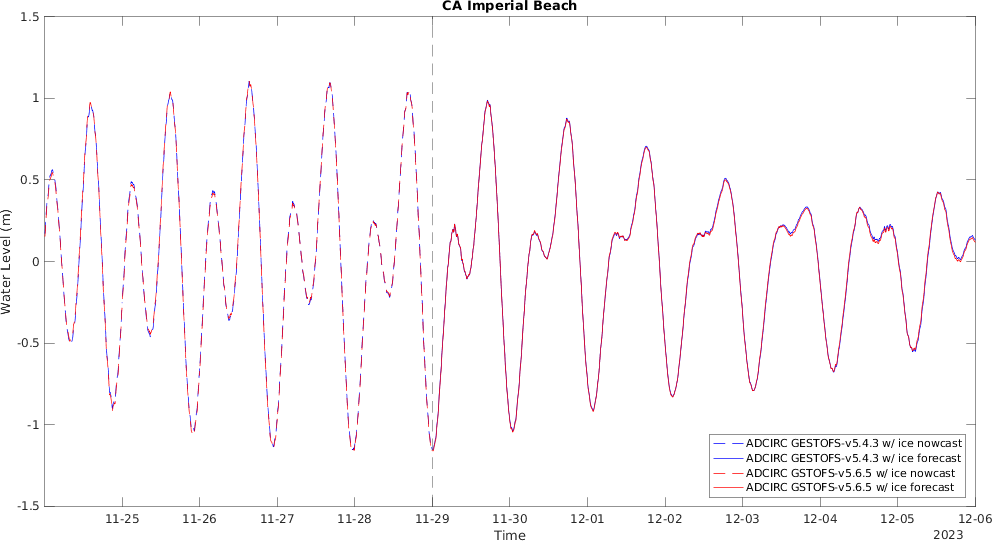 CA Imperial Beach
1.5
1
0.5
0
-0.5
-1
-1.5
Water Level (m)
11-25 11-26 11-27 11-28 11-29 11-30 12-01 12-02 12-03 12-04 12-05 12-06
Time
2023
ADCIRC GESTOFS-v5.4.3 w/ ice nowcast
ADCIRC GESTOFS-v5.4.3 w/ ice forecast
ADCIRC GSTOFS-v5.6.5 w/ ice nowcast
ADCIRC GSTOFS-v5.6.5 w/ ice forecast